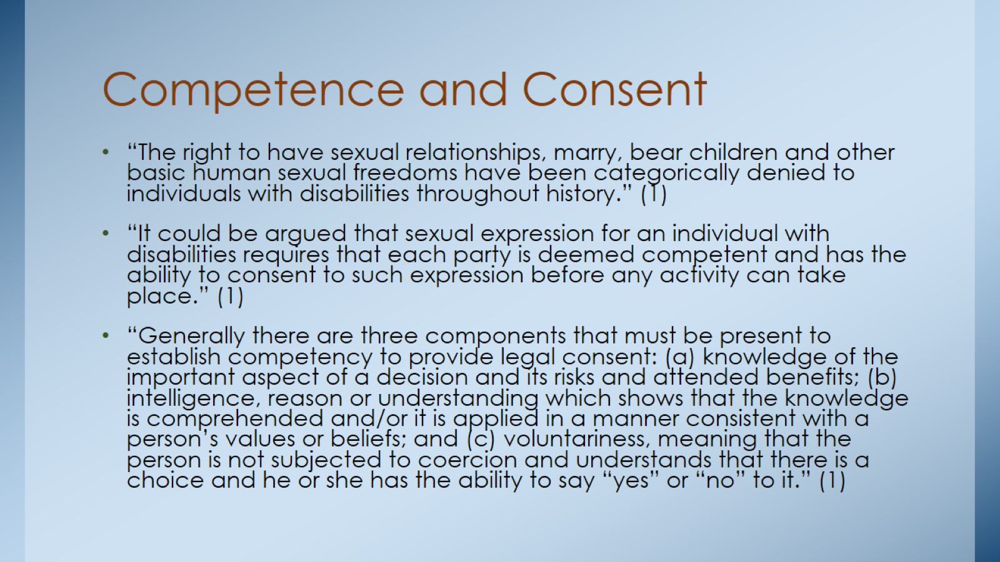 Competence and Consent
• “The right to have sexual relationships, marry, bear children and other
basic human sexual freedoms have been categorically denied to
individuals with disabilities throughout history.” (1)
• “It could be argued that sexual expression for an individual with
disabilities requires that each party is deemed competent and has the
ability to consent to such expression before any activity can take
place.” (1)
• “Generally there are three components that must be present to
establish competency to provide legal consent: (a) knowledge of the
important aspect of a decision and its risks and attended benefits; (b)
intelligence, reason or understanding which shows that the knowledge
is comprehended and/or it is applied in a manner consistent with a
person’s values or beliefs; and (c) voluntariness, meaning that the
person is not subjected to coercion and understands that there is a
choice and he or she has the ability to say “yes” or “no” to it.” (1)